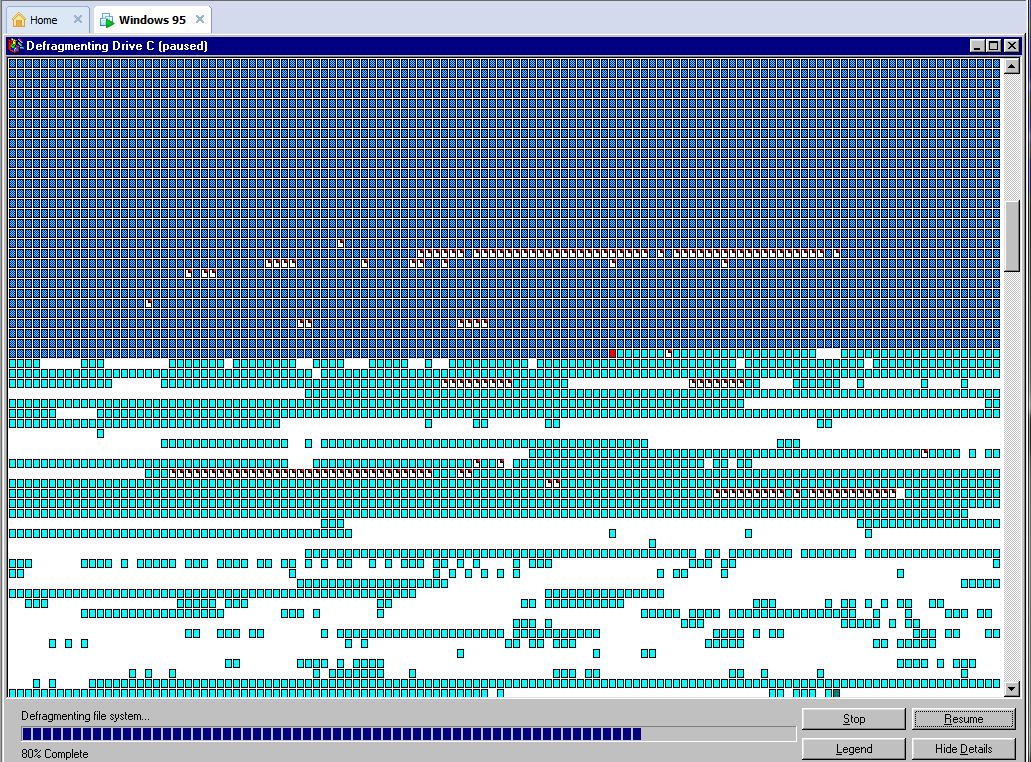 Home
Windows 95
Defragmenting Drive C (paused)
Defragmenting file system...
80% Complete
Stop
Resume
Legend
Hide Details